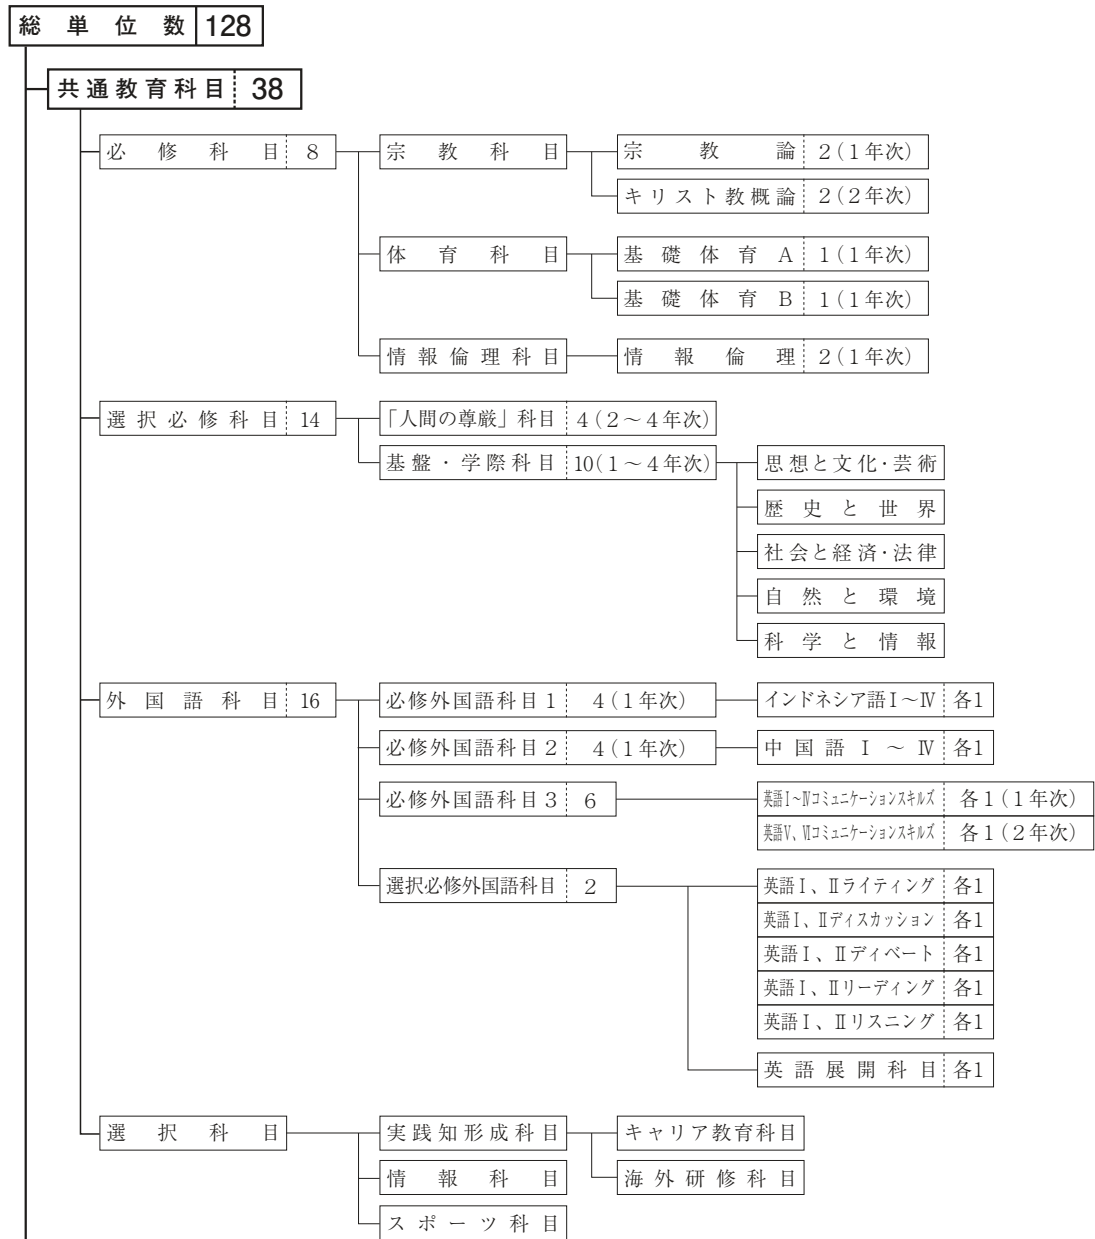 総単位数 128
共通教育科目 38
必修科目 8 宗教科目 宗教論 2(1年次)
キリスト教概論 2(2年次)
体育科目 基礎体育A 1(1年次)
基礎体育B 1(1年次)
情報倫理科目 情報倫理 2(1年次)
選択必修科目 14 「人間の尊厳」科目 4(2～4年次)
基盤・学際科目 10(1～4年次) 思想と文化・芸術
歴史と世界
社会と経済・法律
自然と環境
科学と情報
外国語科目 16 必修外国語科目1 4(1年次) インドネシア語Ⅰ～Ⅳ 各1
必修外国語科目2 4(1年次) 中国語Ⅰ～Ⅳ 各1
必修外国語科目3 6 英語Ⅰ~Ⅳコミュニケーションスキルズ 各1(1年次)
英語Ⅴ、Ⅵコミュニケーションスキルズ 各1(2年次)
選択必修外国語科目 2 英語Ⅰ、Ⅱライティング 各1
英語Ⅰ、Ⅱディスカッション 各1
英語Ⅰ、Ⅱディベート 各1
英語Ⅰ、Ⅱリーディング 各1
英語Ⅰ、Ⅱリスニング 各1
英語展開科目 各1
選択科目 実践知形成科目 キャリア教育科目
情報科目 海外研修科目
スポーツ科目